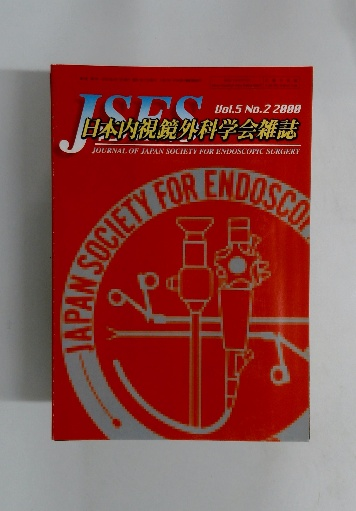 JSES Vol.5 No.2 2000
日本内視鏡外科学会雑誌
JOURNAL OF JAPAN SOCIETY FOR ENDOSCOPIC SURGERY
JAPAN SOCIETY FOR ENDOSCO